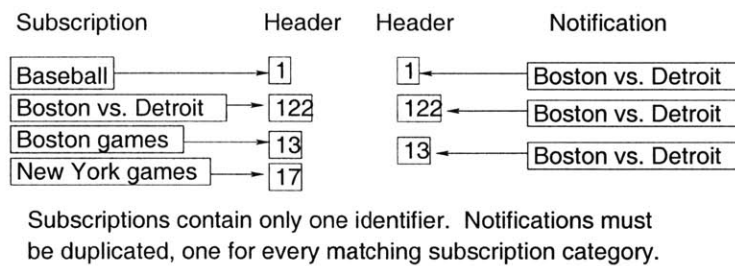 Subscription Header Header Notification
Baseball 1 1 Boston vs. Detroit
Boston vs. Detroit 122 122 Boston vs. Detroit
Boston games 13 13 Boston vs. Detroit
New York games 17
Subscriptions contain only one identifier. Notifications must
be duplicated, one for every matching subscription category.